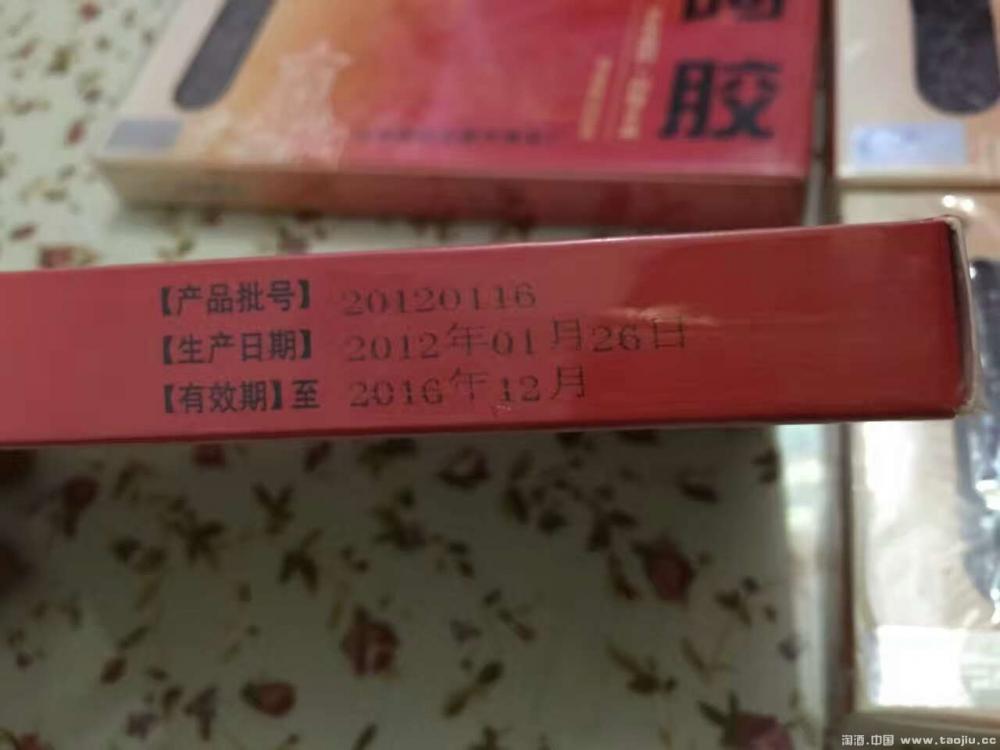 胶
【产品批号】 20120116
【生产日期】 2012年01月26日
【有效期】至 2016年12月
淘酒.中国 www.taojiu.cc